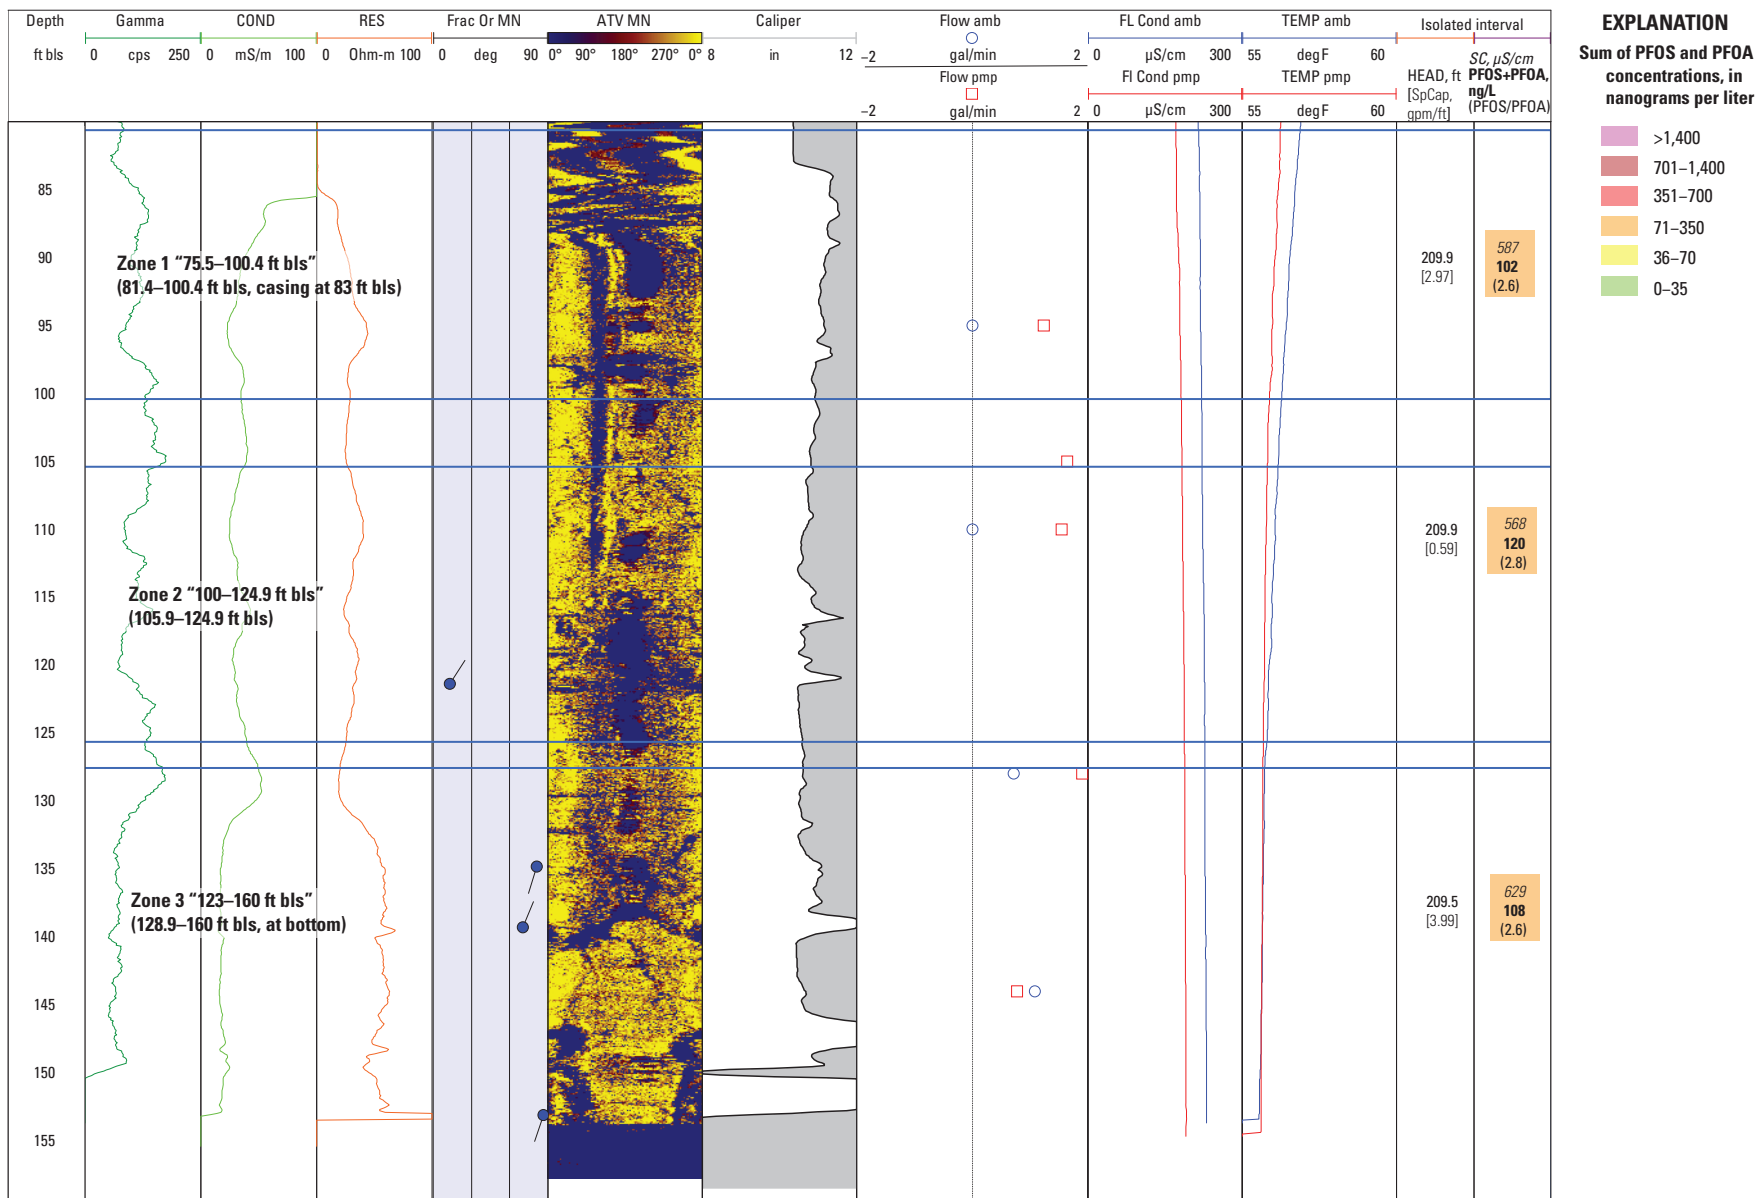 Depth Gamma COND RES Frac Or MN ATV MN Caliper Flow amb FL Cond amb TEMP amb Isolated interval
ft bls 0 cps 250 0 mS/m 100 0 Ohm-m 100 0 deg 90 0° 90° 180° 270° 0° 8 in 12 –2 gal/min 2 0 µS/cm 300 55 deg F 60
Flow pmp Fl Cond pmp TEMP pmp
–2 gal/min 2 0 µS/cm 300 55 deg F 60
HEAD, ft
[SpCap,
gpm/ft]
SC, µS/cm
PFOS+PFOA,
ng/L
(PFOS/PFOA)
85
90
95
100
105
110
115
120
125
130
135
140
145
150
155
Zone 1 “75.5–100.4 ft bls”
(81.4–100.4 ft bls, casing at 83 ft bls)
209.9
[2.97]
587
102
(2.6)
Zone 2 “100–124.9 ft bls”
(105.9–124.9 ft bls)
209.9
[0.59]
568
120
(2.8)
Zone 3 “123–160 ft bls”
(128.9–160 ft bls, at bottom)
209.5
[3.99]
629
108
(2.6)
EXPLANATION
Sum of PFOS and PFOA
concentrations, in
nanograms per liter
>1,400
701–1,400
351–700
71–350
36–70
0–35